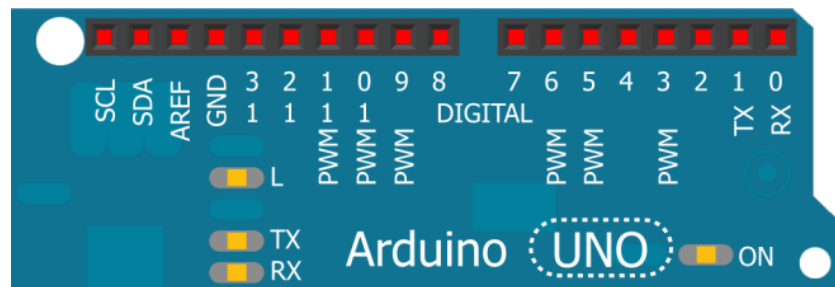 SCL SDA AREF GND 13 12 11 10 9 8 7 6 5 4 3 2 1 0
DIGITAL
PWM PWM PWM PWM PWM PWM TX RX
L
TX
RX
Arduino UNO ON